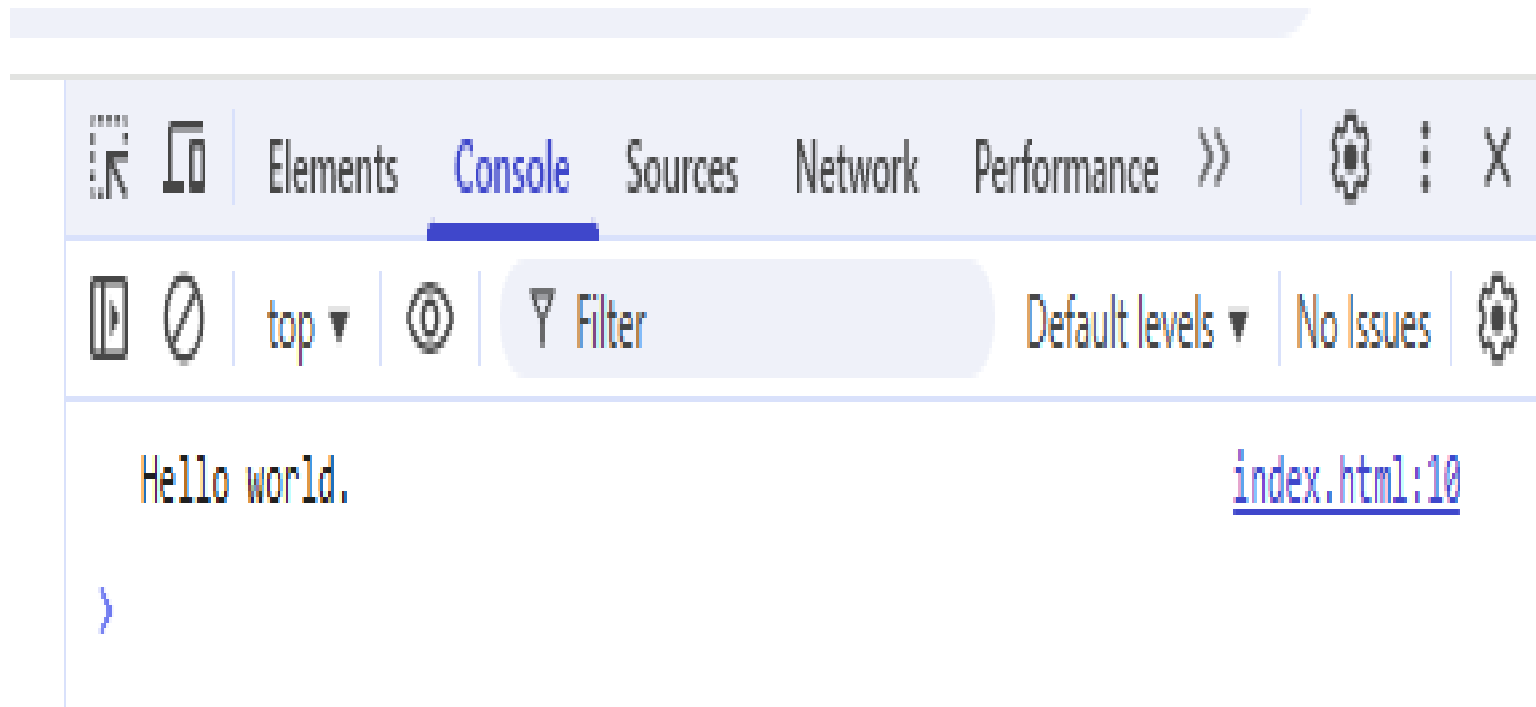 Elements Console Sources Network Performance
top Filter Default levels No Issues
Hello world. index.html:10